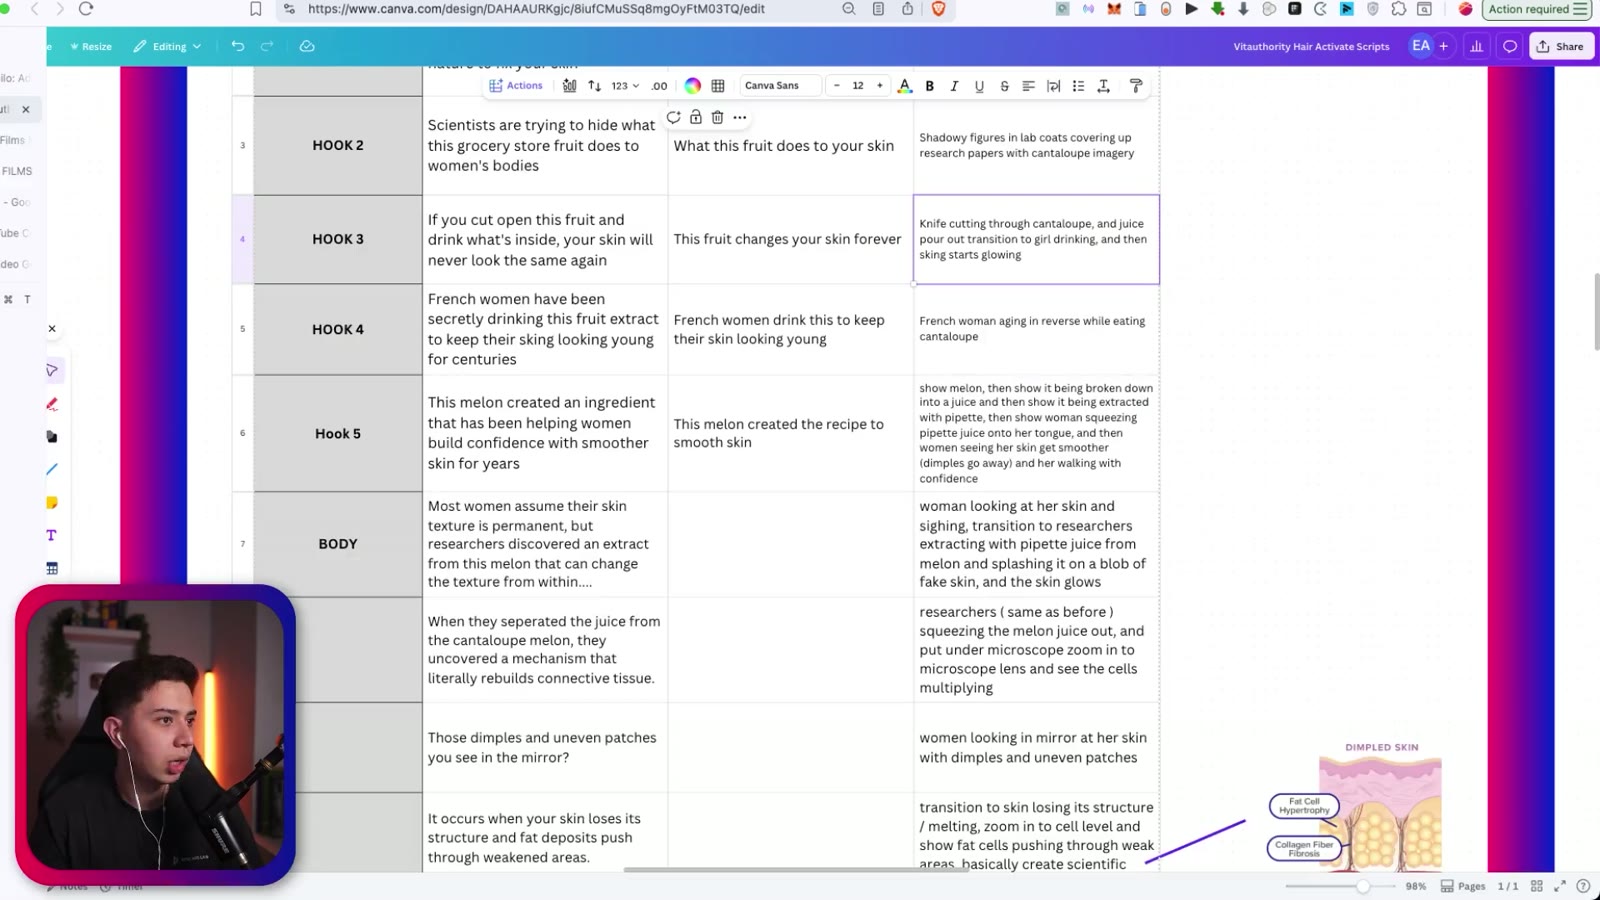 https://www.canva.com/design/DAHAAURKgjc/8iufCMuSSq8mgOyFtM03TQ/edit
Action required
Resize
Editing
Vitauthority Hair Activate Scripts
EA
+
Share
Actions
123
.00
Canva Sans
− 12 +
A
B
I
U
S
3
HOOK 2
Scientists are trying to hide what
this grocery store fruit does to
women's bodies
What this fruit does to your skin
Shadowy figures in lab coats covering up
research papers with cantaloupe imagery
4
HOOK 3
If you cut open this fruit and
drink what's inside, your skin will
never look the same again
This fruit changes your skin forever
Knife cutting through cantaloupe, and juice
pour out transition to girl drinking, and then
sking starts glowing
5
HOOK 4
French women have been
secretly drinking this fruit extract
to keep their sking looking young
for centuries
French women drink this to keep
their skin looking young
French woman aging in reverse while eating
cantaloupe
6
Hook 5
This melon created an ingredient
that has been helping women
build confidence with smoother
skin for years
This melon created the recipe to
smooth skin
show melon, then show it being broken down
into a juice and then show it being extracted
with pipette, then show woman squeezing
pipette juice onto her tongue, and then
women seeing her skin get smoother
(dimples go away) and her walking with
confidence
7
BODY
Most women assume their skin
texture is permanent, but
researchers discovered an extract
from this melon that can change
the texture from within....
woman looking at her skin and
sighing, transition to researchers
extracting with pipette juice from
melon and splashing it on a blob of
fake skin, and the skin glows
When they seperated the juice from
the cantaloupe melon, they
uncovered a mechanism that
literally rebuilds connective tissue.
researchers ( same as before )
squeezing the melon juice out, and
put under microscope zoom in to
microscope lens and see the cells
multiplying
Those dimples and uneven patches
you see in the mirror?
women looking in mirror at her skin
with dimples and uneven patches
It occurs when your skin loses its
structure and fat deposits push
through weakened areas.
transition to skin losing its structure
/ melting, zoom in to cell level and
show fat cells pushing through weak
areas, basically create scientific
DIMPLED SKIN
Fat Cell
Hypertrophy
Collagen Fiber
Fibrosis
Films
FILMS
- Goo
⌘ T
T
Notes
Timer
98%
Pages
1 / 1